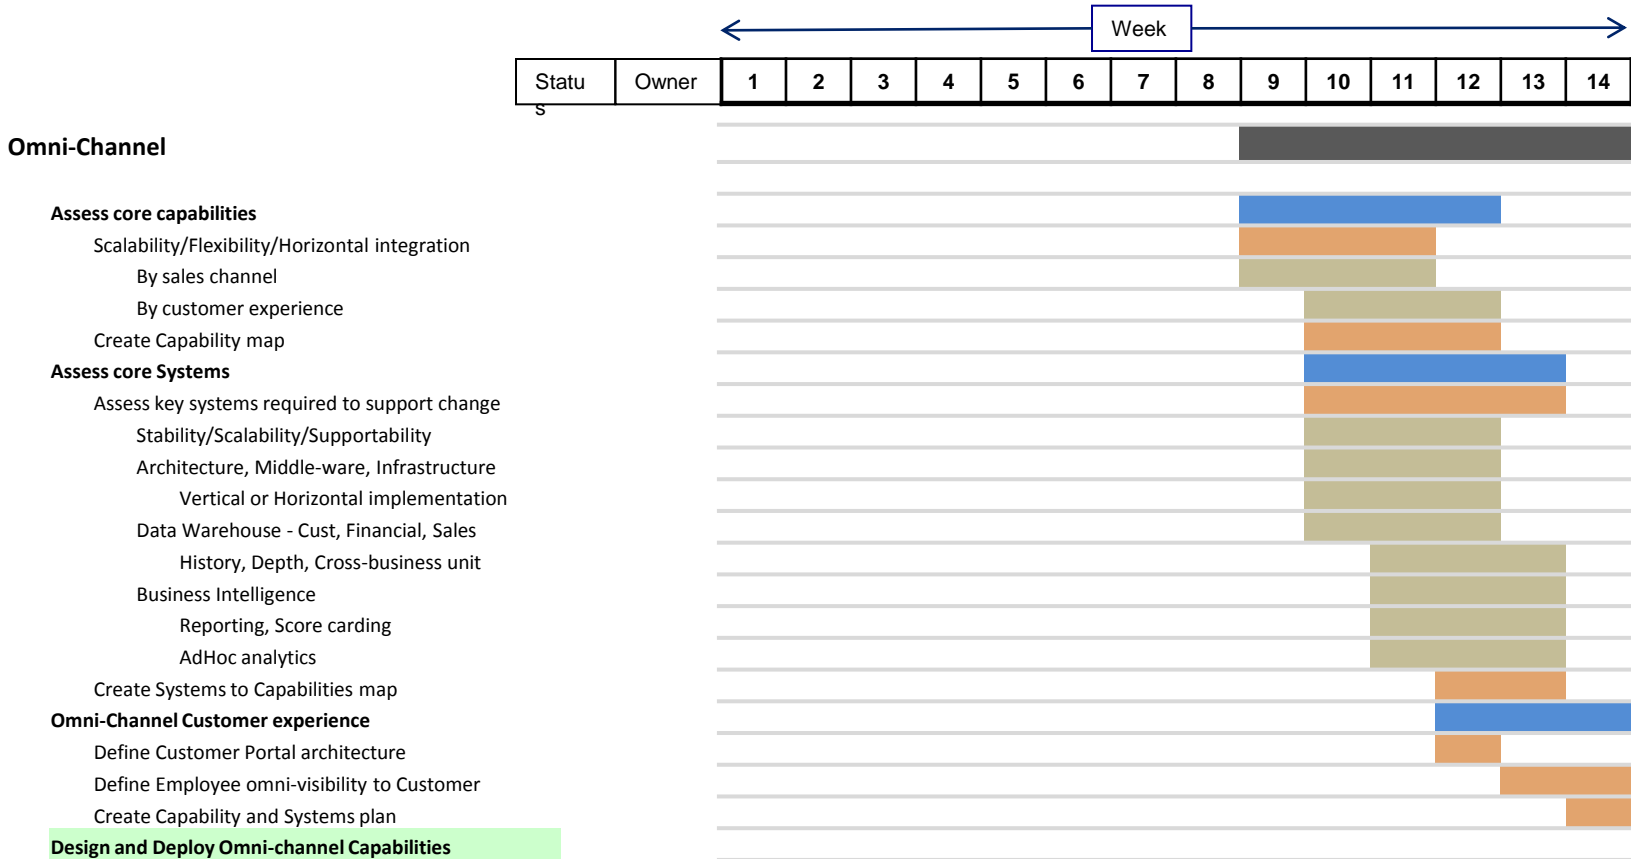 Week
Statu
s
Owner 1 2 3 4 5 6 7 8 9 10 11 12 13 14
Omni-Channel
Assess core capabilities
Scalability/Flexibility/Horizontal integration
By sales channel
By customer experience
Create Capability map
Assess core Systems
Assess key systems required to support change
Stability/Scalability/Supportability
Architecture, Middle-ware, Infrastructure
Vertical or Horizontal implementation
Data Warehouse - Cust, Financial, Sales
History, Depth, Cross-business unit
Business Intelligence
Reporting, Score carding
AdHoc analytics
Create Systems to Capabilities map
Omni-Channel Customer experience
Define Customer Portal architecture
Define Employee omni-visibility to Customer
Create Capability and Systems plan
Design and Deploy Omni-channel Capabilities